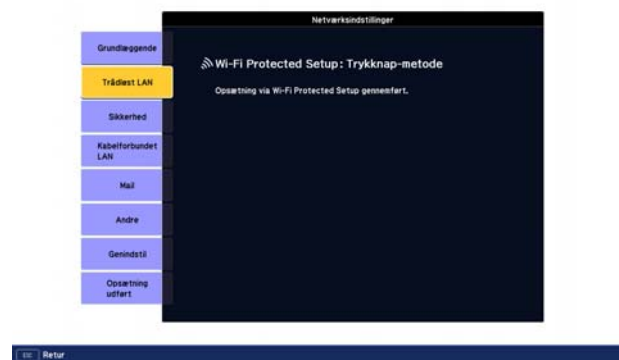 Netværksindstillinger
Grundlæggende
Trådløst LAN
Sikkerhed
Kabelforbundet
LAN
Mail
Andre
Genindstil
Opsætning
udført
Wi-Fi Protected Setup: Trykknap-metode
Opsætning via Wi-Fi Protected Setup gennemført.
ESC Retur